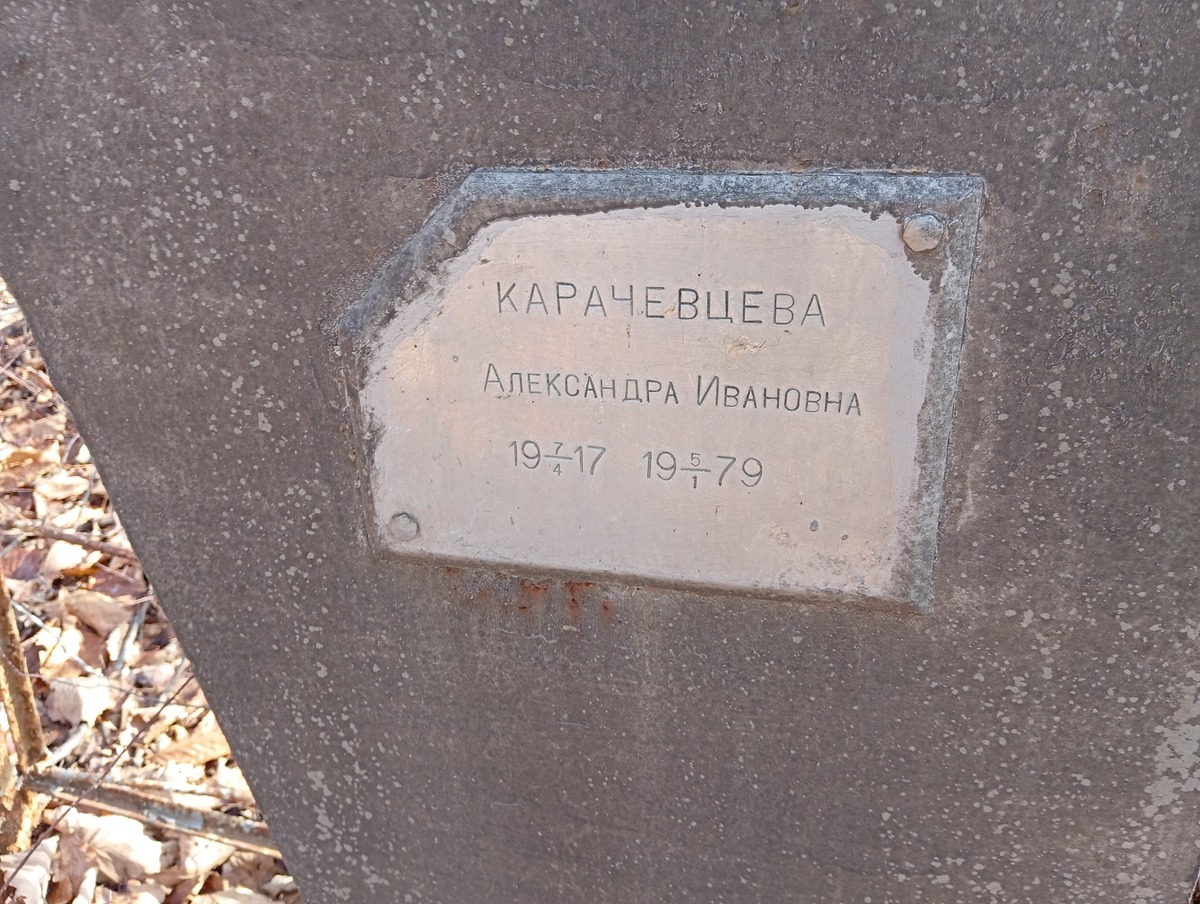 КАРАЧЕВЦЕВА
Александра Ивановна
19 7/4 17 19 5/1 79